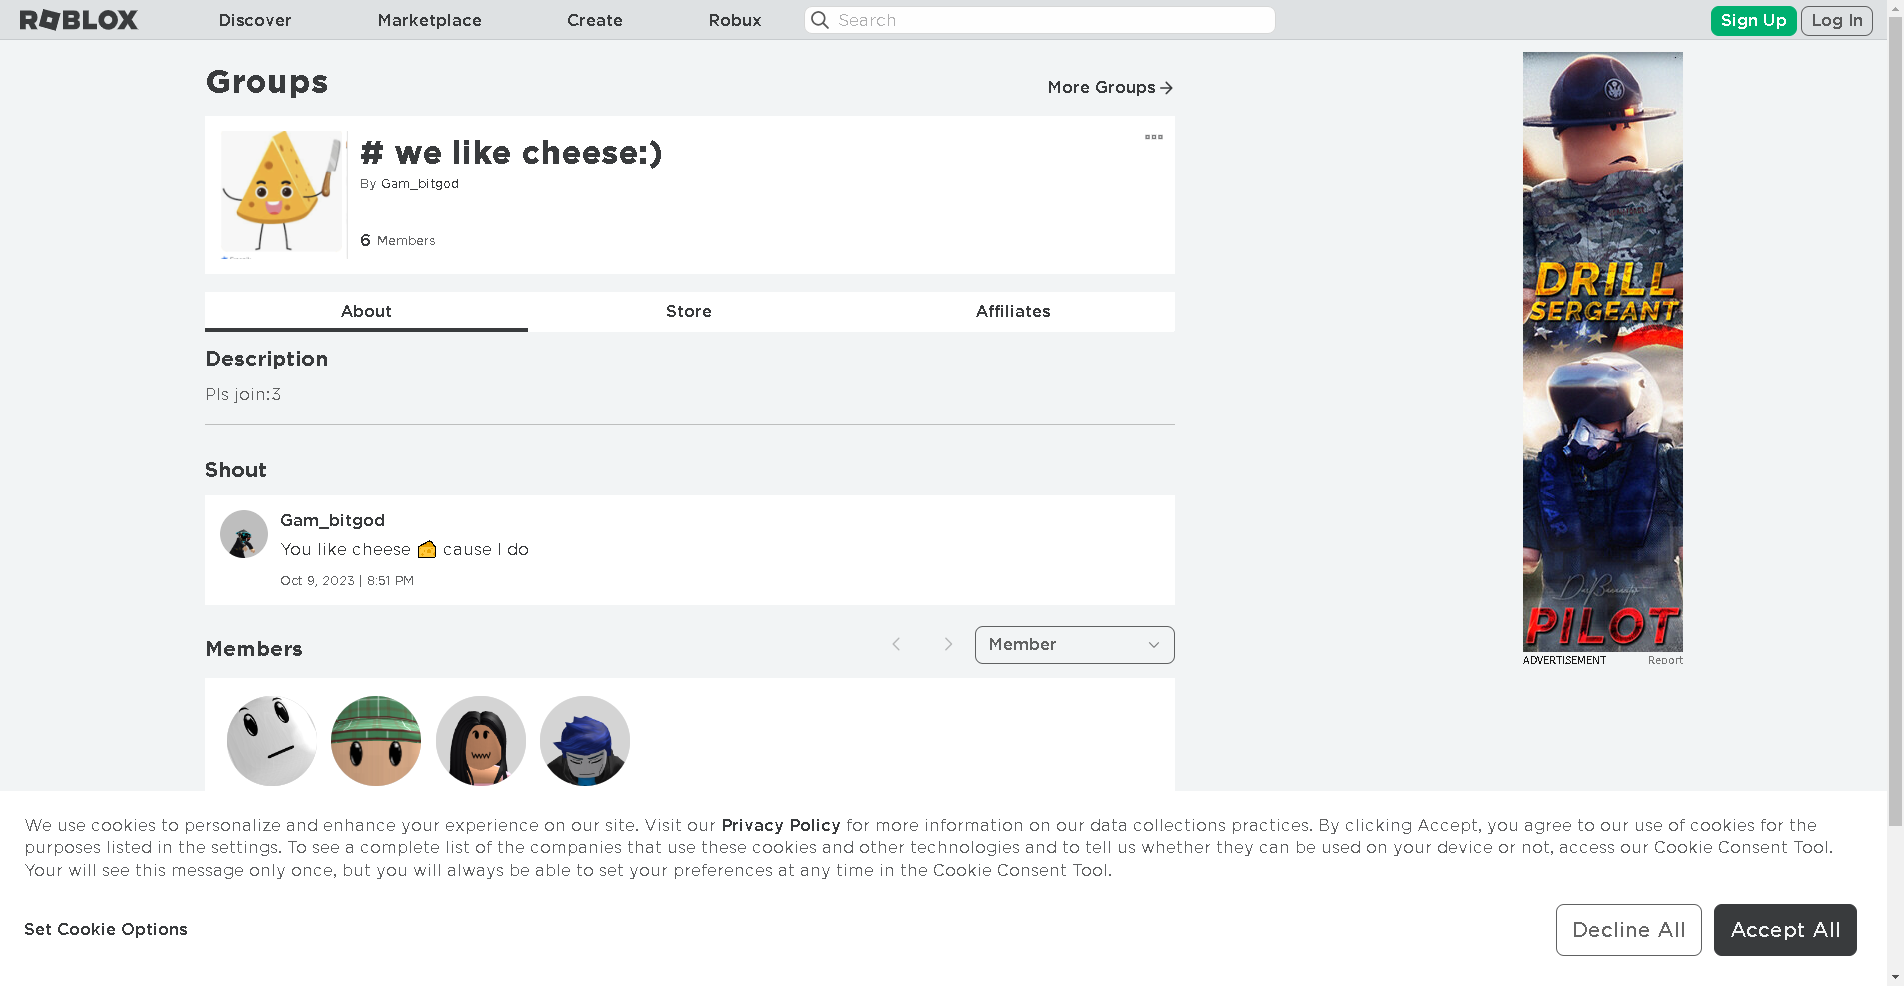 ROBLOX Discover Marketplace Create Robux Search Sign Up Log In
Groups
More Groups
# we like cheese:)
By Gam_bitgod
6 Members
About Store Affiliates
Description
Pls join:3
Shout
Gam_bitgod
You like cheese 🧀 cause I do
Oct 9, 2023 | 8:51 PM
Members
Member
DRILL
SERGEANT
PILOT
ADVERTISEMENT Report
We use cookies to personalize and enhance your experience on our site. Visit our Privacy Policy for more information on our data collections practices. By clicking Accept, you agree to our use of cookies for the
purposes listed in the settings. To see a complete list of the companies that use these cookies and other technologies and to tell us whether they can be used on your device or not, access our Cookie Consent Tool.
Your will see this message only once, but you will always be able to set your preferences at any time in the Cookie Consent Tool.
Set Cookie Options
Decline All
Accept All